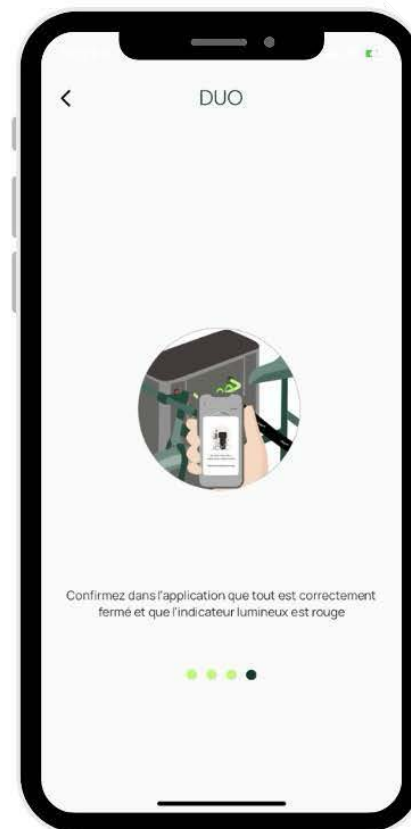 DUO
Confirmez dans l'application que tout est correctement
fermé et que l'indicateur lumineux est rouge